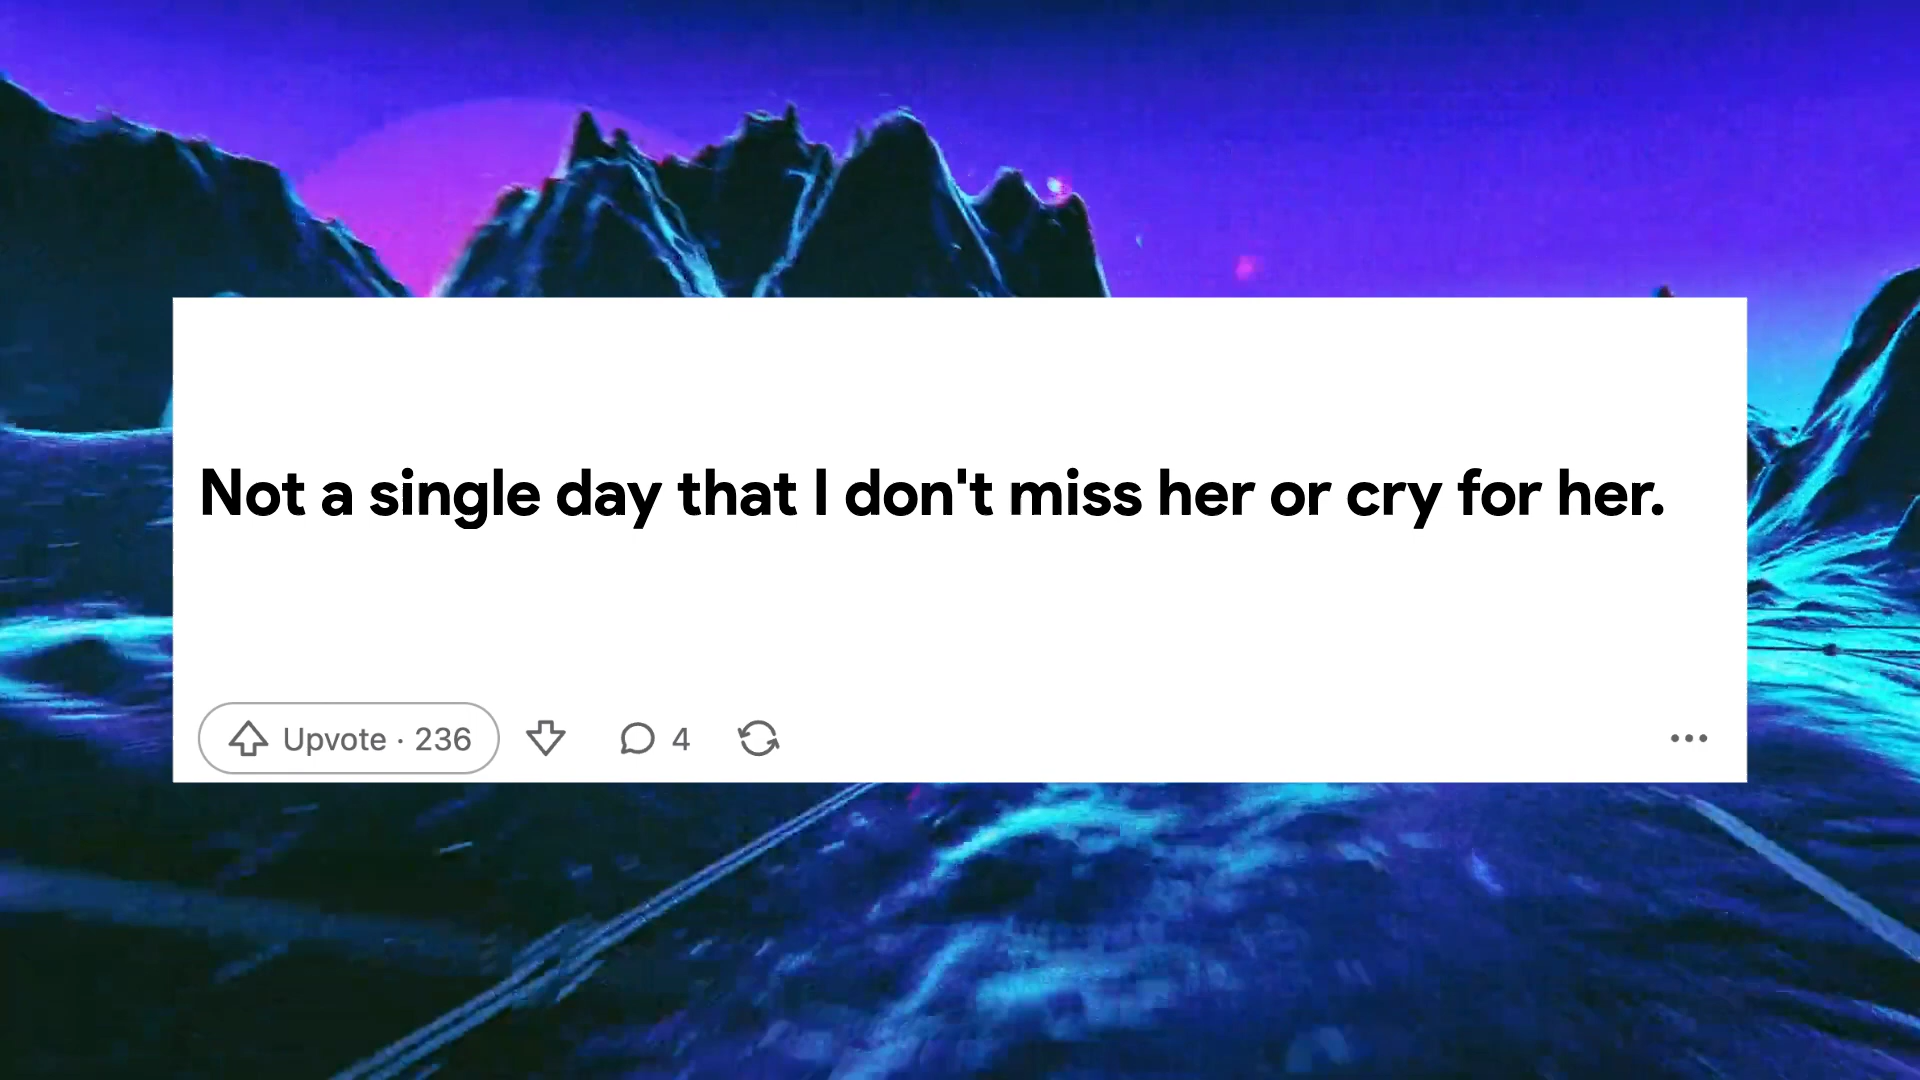 Not a single day that I don't miss her or cry for her.
Upvote · 236 4